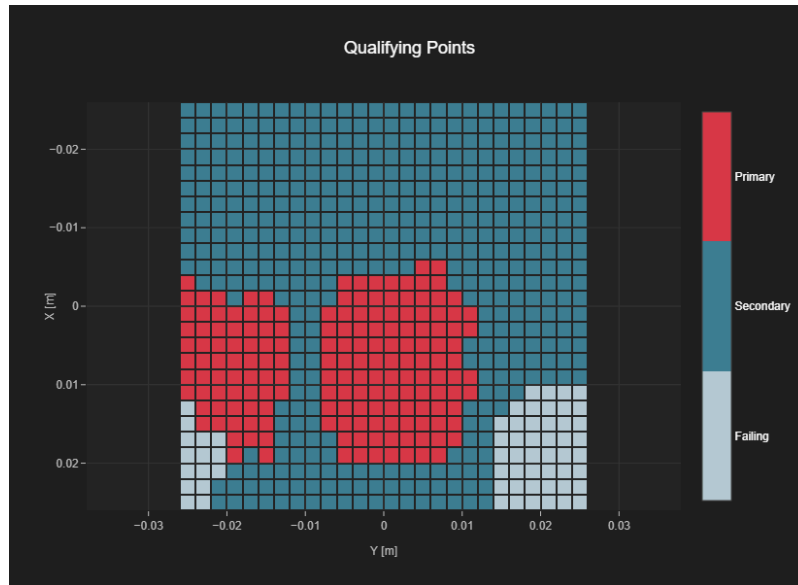 Qualifying Points
−0.02
−0.01
0
0.01
0.02
X [m]
−0.03
−0.02
−0.01
0
0.01
0.02
0.03
Y [m]
Primary
Secondary
Failing